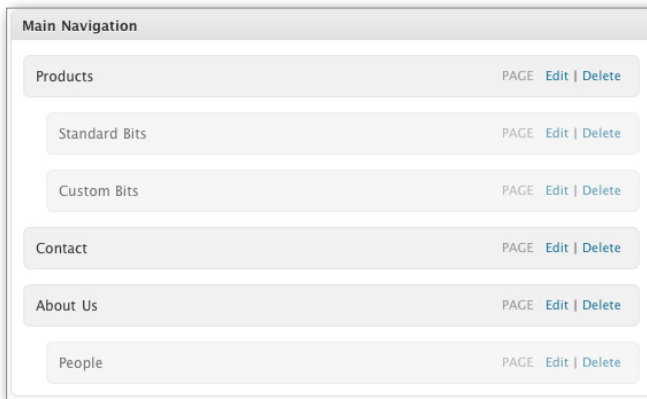 Main Navigation
Products PAGE Edit | Delete
Standard Bits PAGE Edit | Delete
Custom Bits PAGE Edit | Delete
Contact PAGE Edit | Delete
About Us PAGE Edit | Delete
People PAGE Edit | Delete